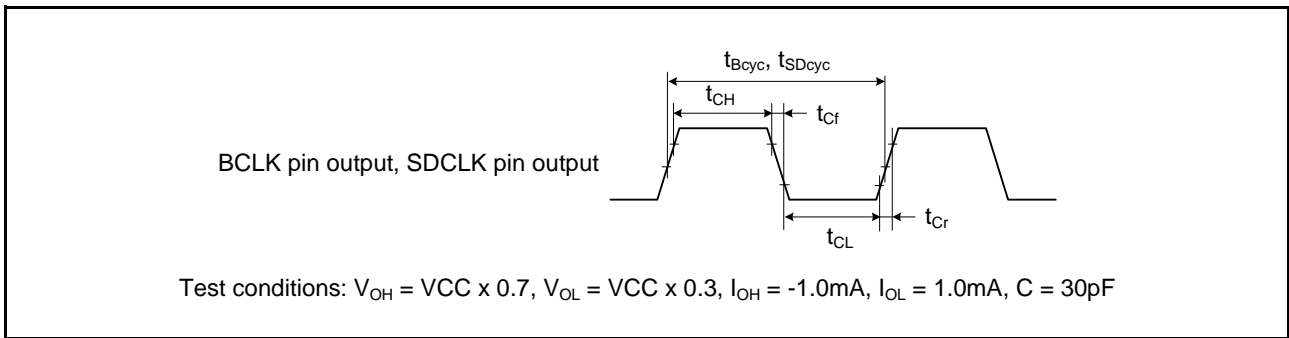 tBcyc, tSDcyc
tCH
tCf
BCLK pin output, SDCLK pin output
tCr
tCL
Test conditions: VOH = VCC x 0.7, VOL = VCC x 0.3, IOH = -1.0mA, IOL = 1.0mA, C = 30pF